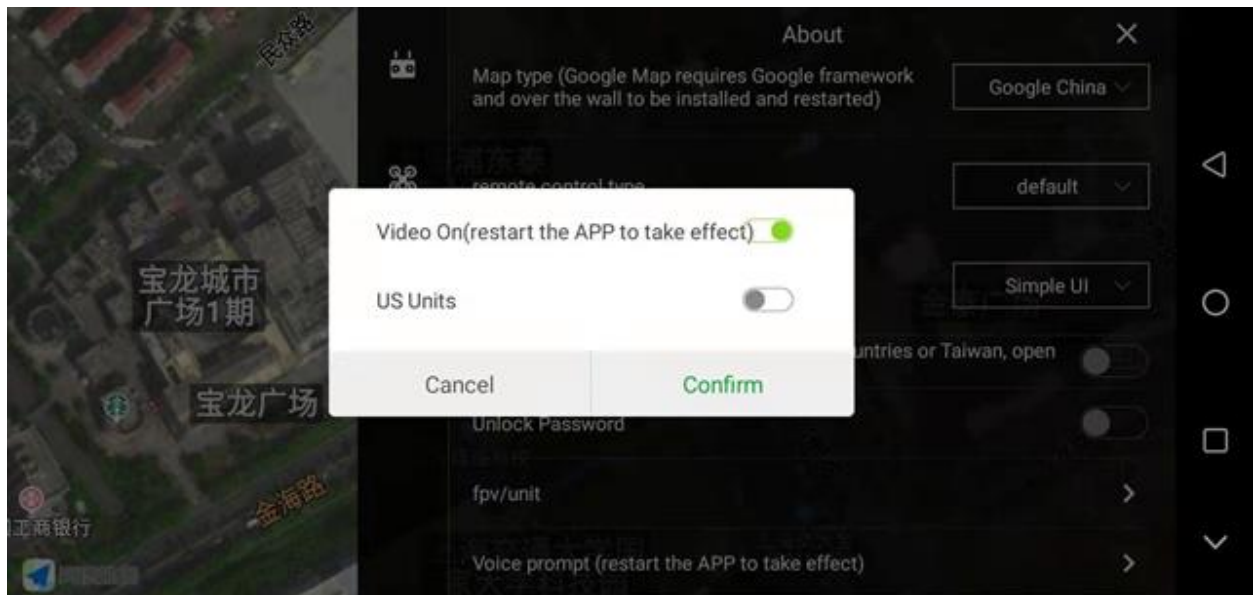 民众路
About
Map type (Google Map requires Google framework
and over the wall to be installed and restarted)
Google China
remote control type
default
Video On(restart the APP to take effect)
US Units
Simple UI
宝龙城市
广场1期
untries or Taiwan, open
Cancel
Confirm
宝龙广场
Unlock Password
fpv/unit
金海路
工商银行
Voice prompt (restart the APP to take effect)